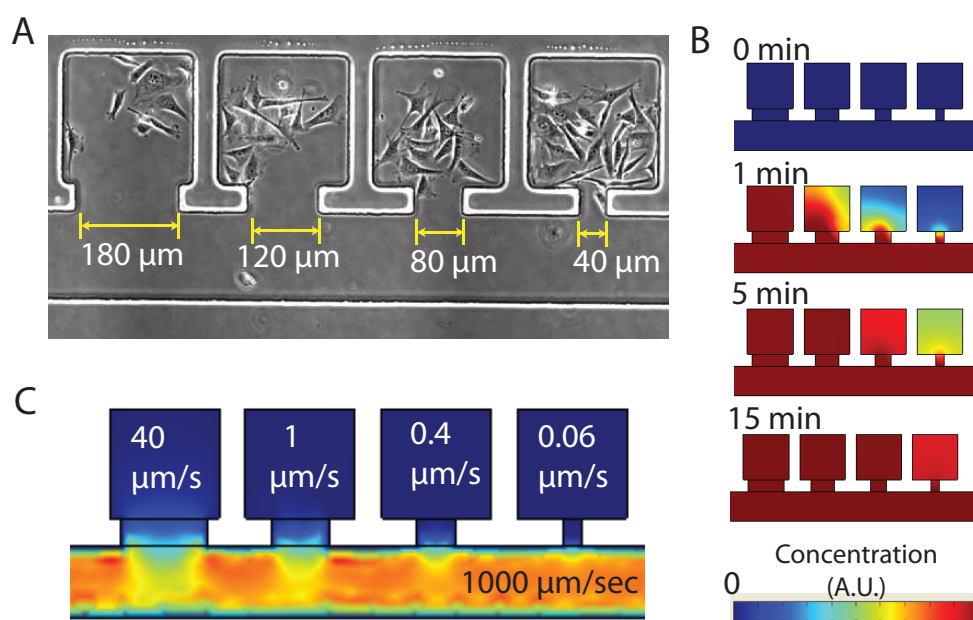 A
180 μm
120 μm
80 μm
40 μm
B
0 min
1 min
5 min
15 min
Concentration
(A.U.)
0
C
40
μm/s
1
μm/s
0.4
μm/s
0.06
μm/s
1000 μm/sec